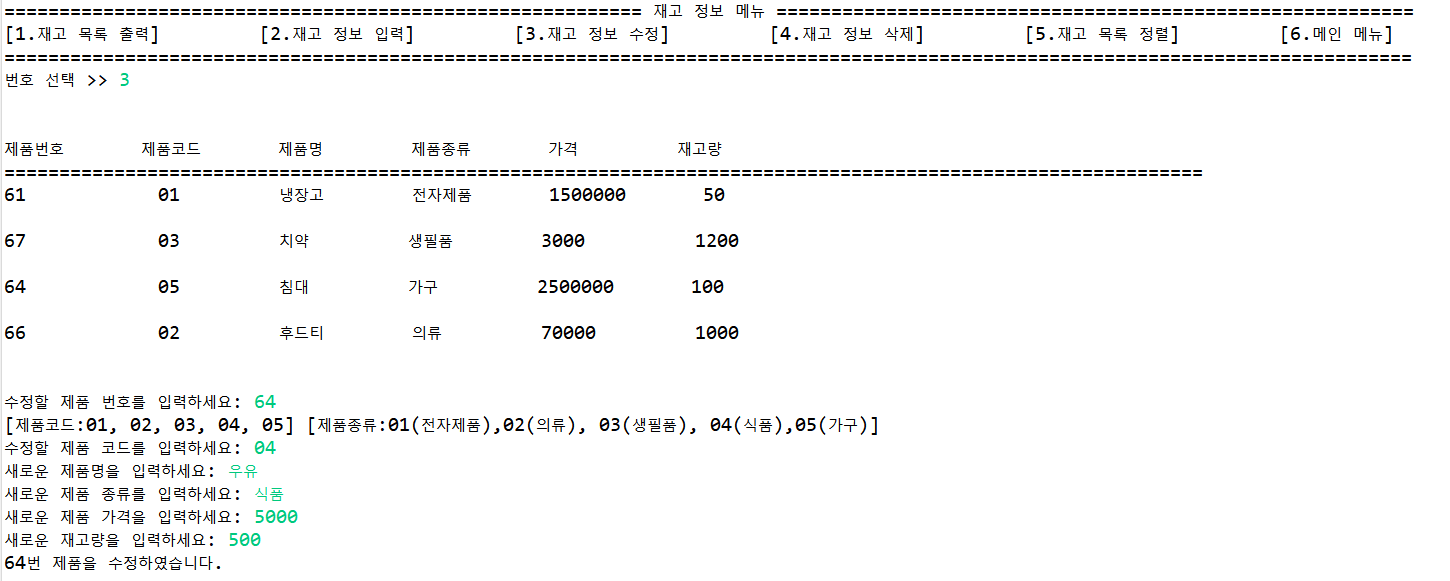 ========================================================== 재고 정보 메뉴 ==========================================================
[1.재고 목록 출력] [2.재고 정보 입력] [3.재고 정보 수정] [4.재고 정보 삭제] [5.재고 목록 정렬] [6.메인 메뉴]
================================================================================================================================
번호 선택 >> 3
제품번호 제품코드 제품명 제품종류 가격 재고량
=============================================================================================================
61 01 냉장고 전자제품 1500000 50
67 03 치약 생필품 3000 1200
64 05 침대 가구 2500000 100
66 02 후드티 의류 70000 1000
수정할 제품 번호를 입력하세요: 64
[제품코드:01, 02, 03, 04, 05] [제품종류:01(전자제품),02(의류), 03(생필품), 04(식품),05(가구)]
수정할 제품 코드를 입력하세요: 04
새로운 제품명을 입력하세요: 우유
새로운 제품 종류를 입력하세요: 식품
새로운 제품 가격을 입력하세요: 5000
새로운 재고량을 입력하세요: 500
64번 제품을 수정하였습니다.